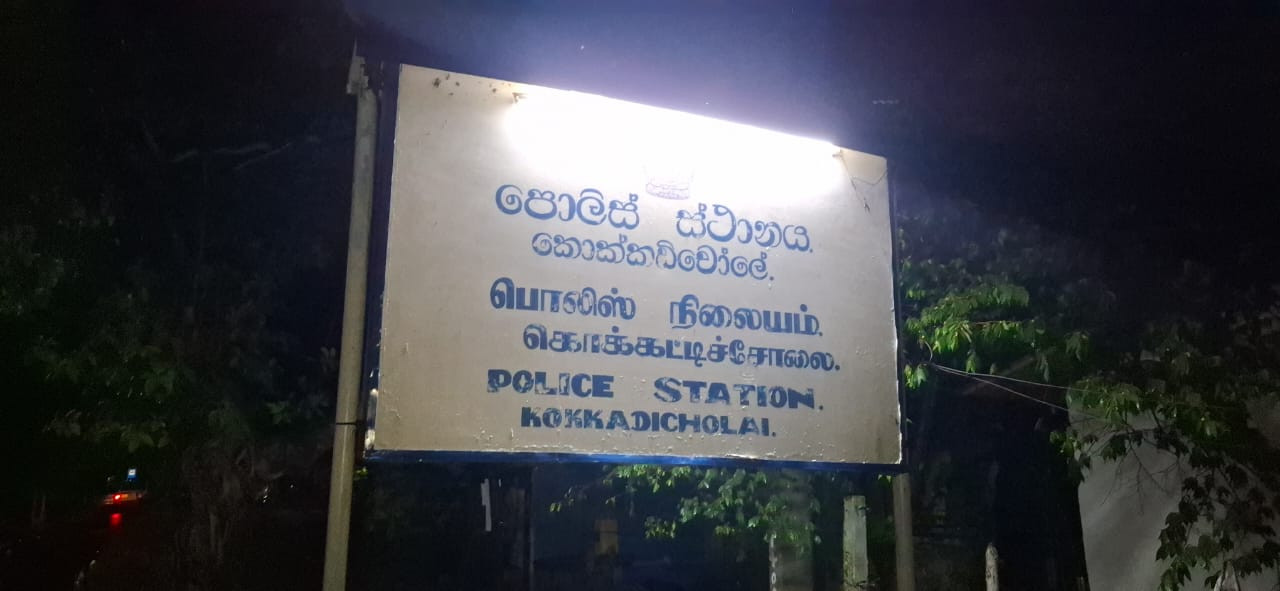 පොලිස් ස්ථානය.
කොක්කඩිචෝලේ.
பொலிஸ் நிலையம்.
கொக்கட்டிச்சோலை.
POLICE STATION.
KOKKADICHOLAI.